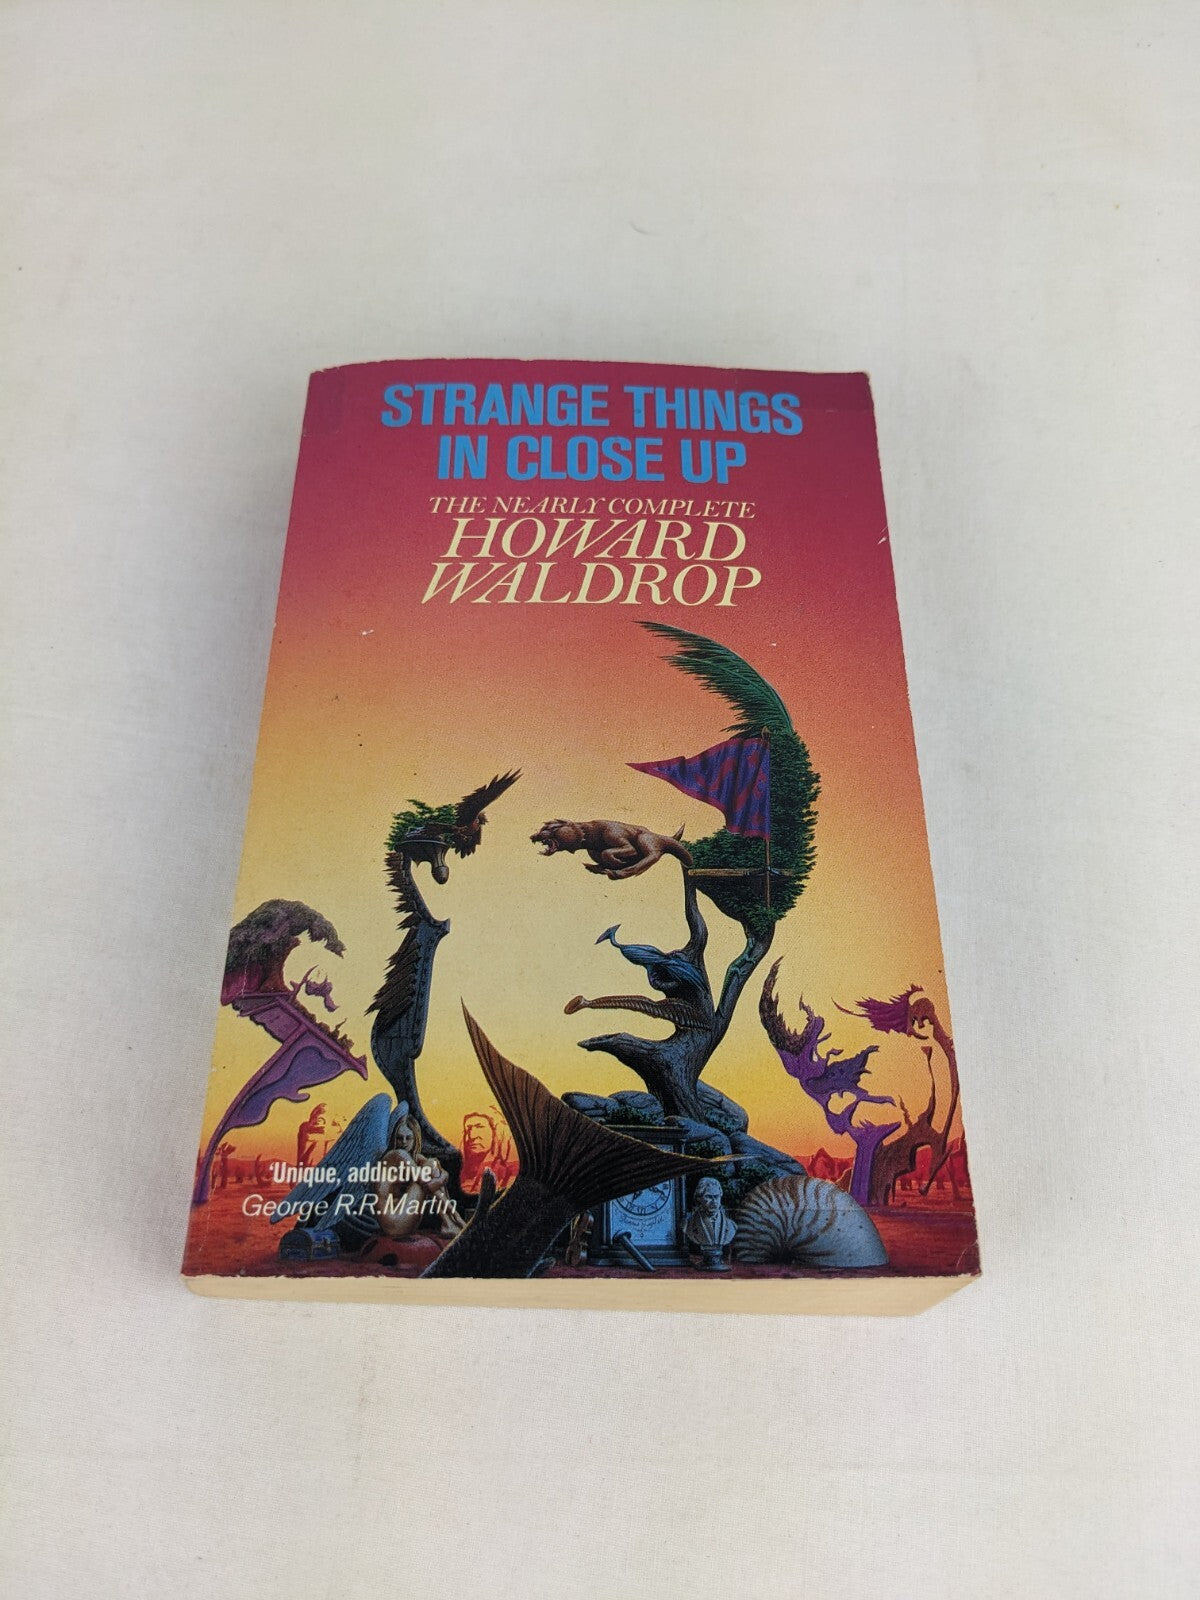 STRANGE THINGS
IN CLOSE UP
THE NEARLY COMPLETE
HOWARD
WALDROP
'Unique, addictive'
George R.R.Martin